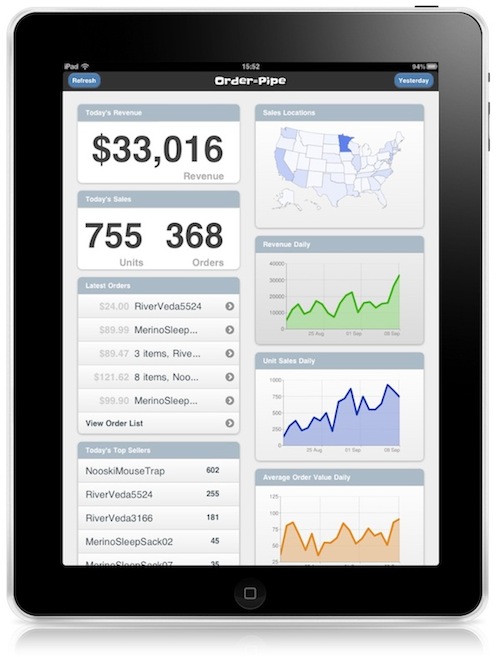 iPad
15:52
94%
Refresh
Order=Pipe
Yesterday
Today's Revenue
$33,016
Revenue
Today's Sales
755 368
Units Orders
Latest Orders
$24.00 RiverVeda5524
$89.99 MerinoSleep...
$89.47 3 items, Rive...
$121.62 8 items, Noo...
$99.90 MerinoSleep...
View Order List
Today's Top Sellers
NooskiMouseTrap 602
RiverVeda5524 255
RiverVeda3166 181
MerinoSleepSack02 45
MerinoSleepSack07 35
Sales Locations
Revenue Daily
40000
30000
20000
10000
0
25 Aug 01 Sep 08 Sep
Unit Sales Daily
1000
750
500
250
0
25 Aug 01 Sep 08 Sep
Average Order Value Daily
125
100
75
50
25